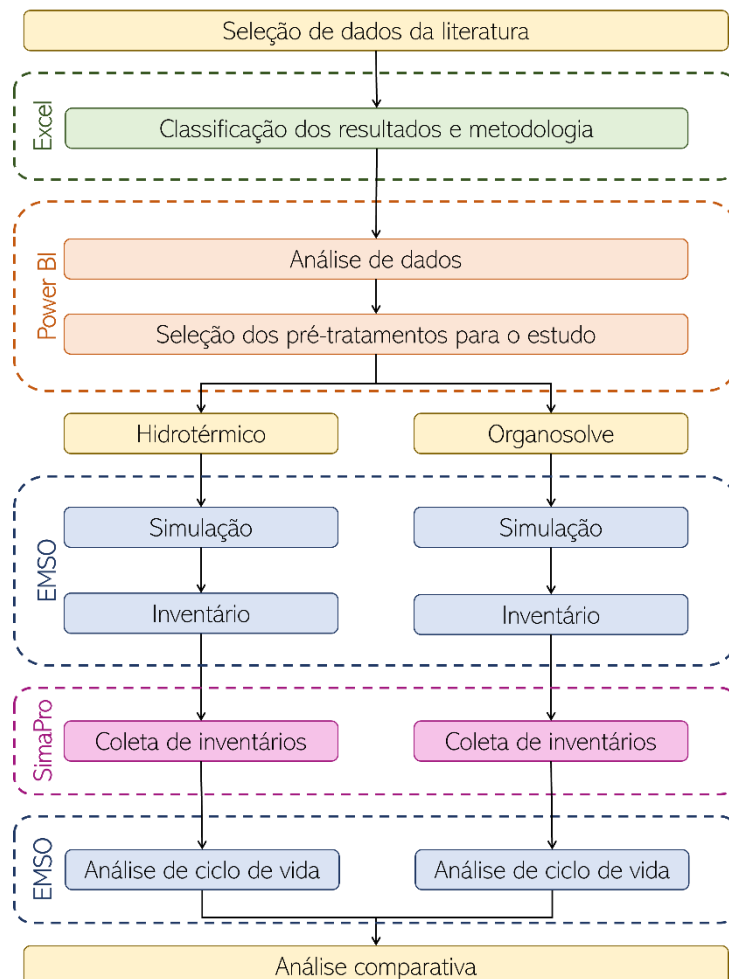 Seleção de dados da literatura
Excel
Classificação dos resultados e metodologia
Power BI
Análise de dados
Seleção dos pré-tratamentos para o estudo
Hidrotérmico
Organosolve
EMSO
Simulação
Simulação
Inventário
Inventário
SimaPro
Coleta de inventários
Coleta de inventários
EMSO
Análise de ciclo de vida
Análise de ciclo de vida
Análise comparativa